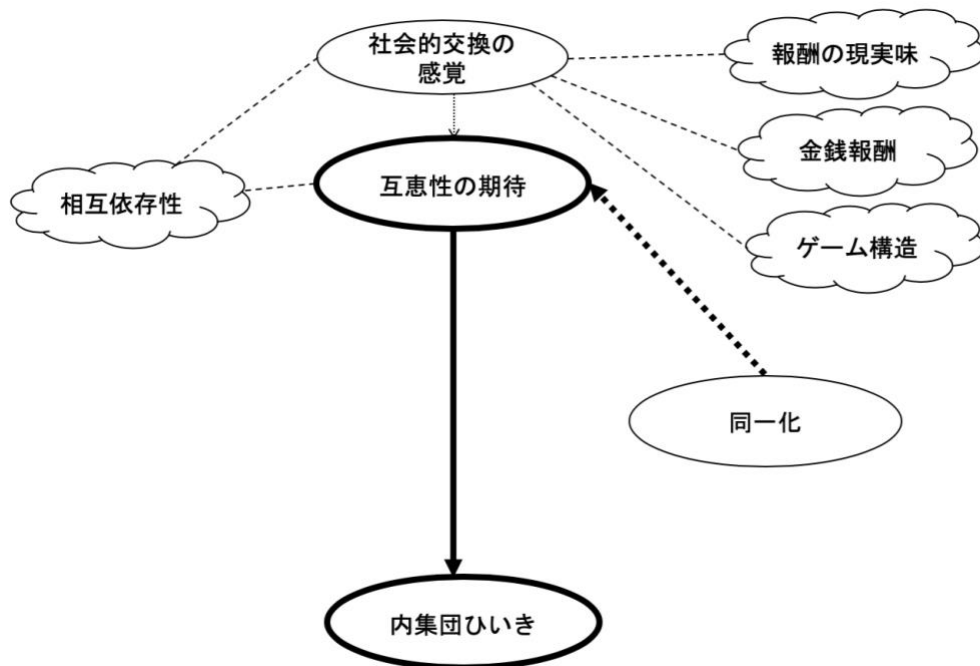 社会的交換の
感覚
報酬の現実味
金銭報酬
互恵性の期待
相互依存性
ゲーム構造
同一化
内集団ひいき